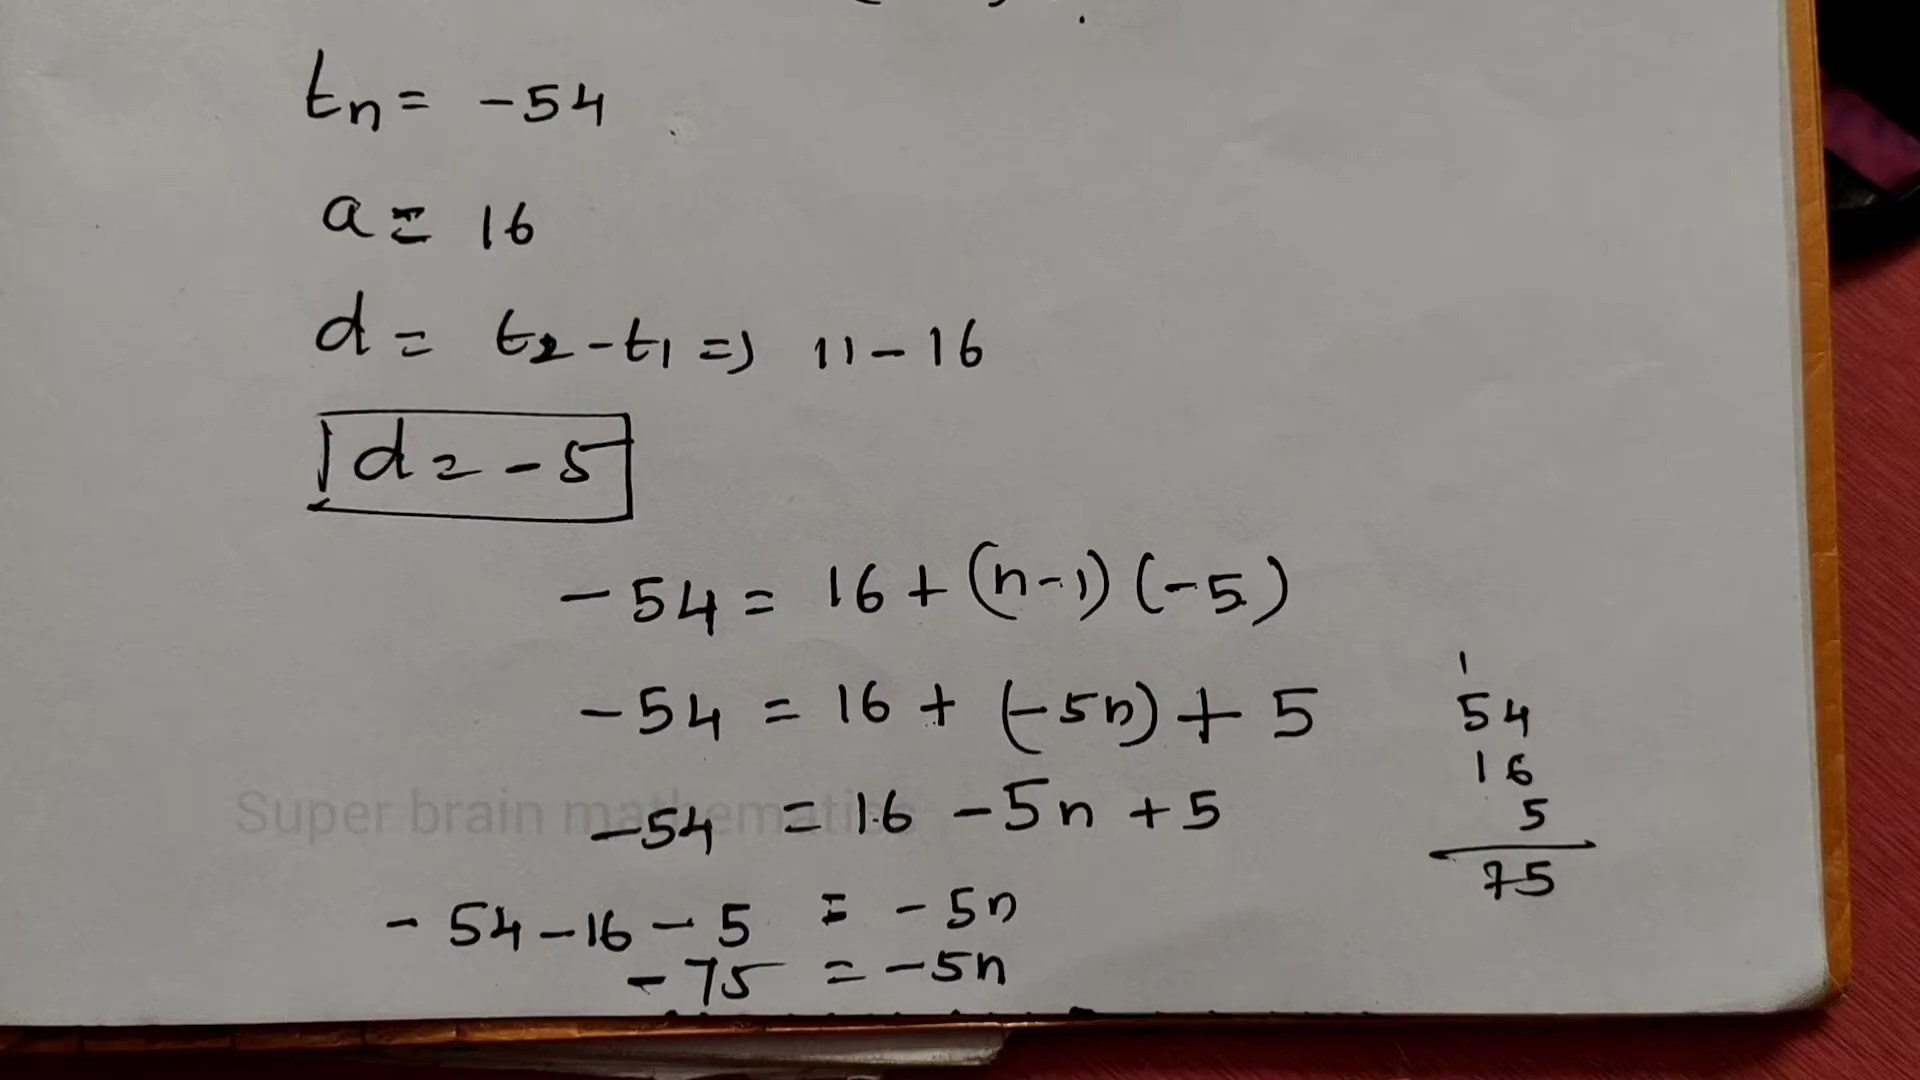 tn = -54
a = 16
d = t2 - t1 => 11 - 16
d = -5
-54 = 16 + (n-1) (-5)
-54 = 16 + (-5n) + 5
-54 = 16 - 5n + 5
-54 - 16 - 5 = -5n
-75 = -5n
1
54
16
5
75
Super brain mathematics